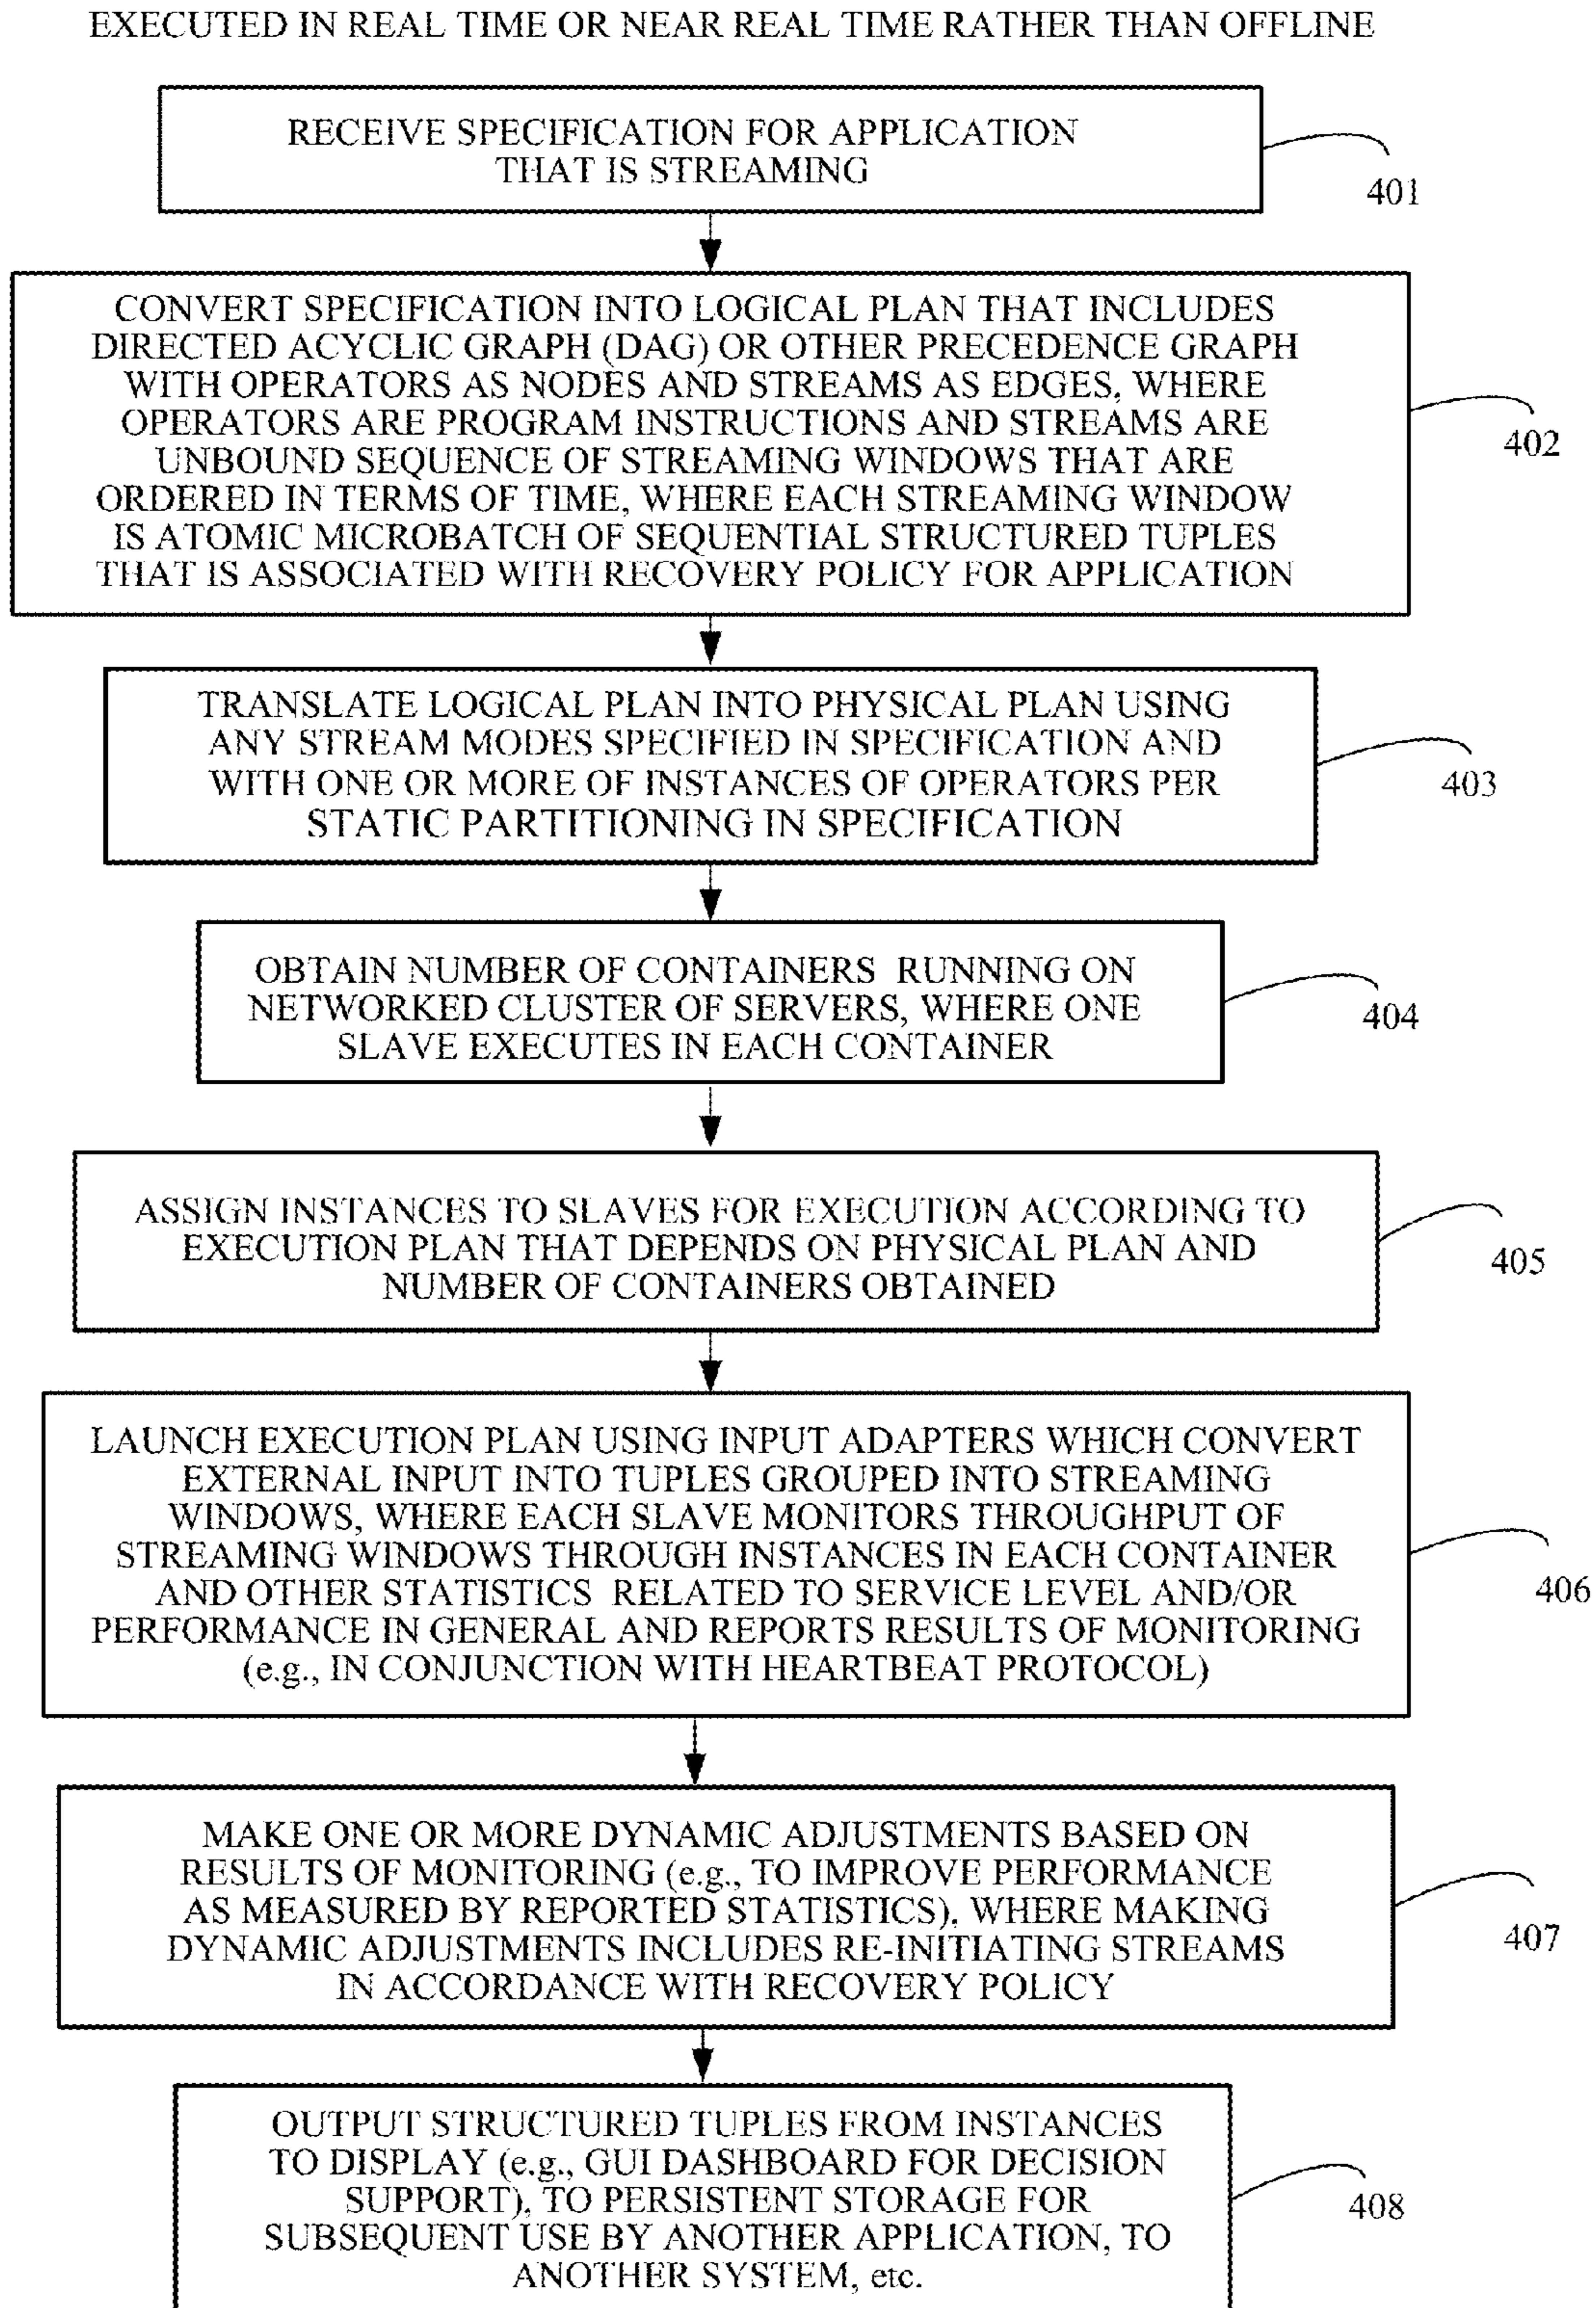 EXECUTED IN REAL TIME OR NEAR REAL TIME RATHER THAN OFFLINE
RECEIVE SPECIFICATION FOR APPLICATION
THAT IS STREAMING
401
CONVERT SPECIFICATION INTO LOGICAL PLAN THAT INCLUDES
DIRECTED ACYCLIC GRAPH (DAG) OR OTHER PRECEDENCE GRAPH
WITH OPERATORS AS NODES AND STREAMS AS EDGES, WHERE
OPERATORS ARE PROGRAM INSTRUCTIONS AND STREAMS ARE
UNBOUND SEQUENCE OF STREAMING WINDOWS THAT ARE
ORDERED IN TERMS OF TIME, WHERE EACH STREAMING WINDOW
IS ATOMIC MICROBATCH OF SEQUENTIAL STRUCTURED TUPLES
THAT IS ASSOCIATED WITH RECOVERY POLICY FOR APPLICATION
402
TRANSLATE LOGICAL PLAN INTO PHYSICAL PLAN USING
ANY STREAM MODES SPECIFIED IN SPECIFICATION AND
WITH ONE OR MORE OF INSTANCES OF OPERATORS PER
STATIC PARTITIONING IN SPECIFICATION
403
OBTAIN NUMBER OF CONTAINERS RUNNING ON
NETWORKED CLUSTER OF SERVERS, WHERE ONE
SLAVE EXECUTES IN EACH CONTAINER
404
ASSIGN INSTANCES TO SLAVES FOR EXECUTION ACCORDING TO
EXECUTION PLAN THAT DEPENDS ON PHYSICAL PLAN AND
NUMBER OF CONTAINERS OBTAINED
405
LAUNCH EXECUTION PLAN USING INPUT ADAPTERS WHICH CONVERT
EXTERNAL INPUT INTO TUPLES GROUPED INTO STREAMING
WINDOWS, WHERE EACH SLAVE MONITORS THROUGHPUT OF
STREAMING WINDOWS THROUGH INSTANCES IN EACH CONTAINER
AND OTHER STATISTICS RELATED TO SERVICE LEVEL AND/OR
PERFORMANCE IN GENERAL AND REPORTS RESULTS OF MONITORING
(e.g., IN CONJUNCTION WITH HEARTBEAT PROTOCOL)
406
MAKE ONE OR MORE DYNAMIC ADJUSTMENTS BASED ON
RESULTS OF MONITORING (e.g., TO IMPROVE PERFORMANCE
AS MEASURED BY REPORTED STATISTICS), WHERE MAKING
DYNAMIC ADJUSTMENTS INCLUDES RE-INITIATING STREAMS
IN ACCORDANCE WITH RECOVERY POLICY
407
OUTPUT STRUCTURED TUPLES FROM INSTANCES
TO DISPLAY (e.g., GUI DASHBOARD FOR DECISION
SUPPORT), TO PERSISTENT STORAGE FOR
SUBSEQUENT USE BY ANOTHER APPLICATION, TO
ANOTHER SYSTEM, etc.
408